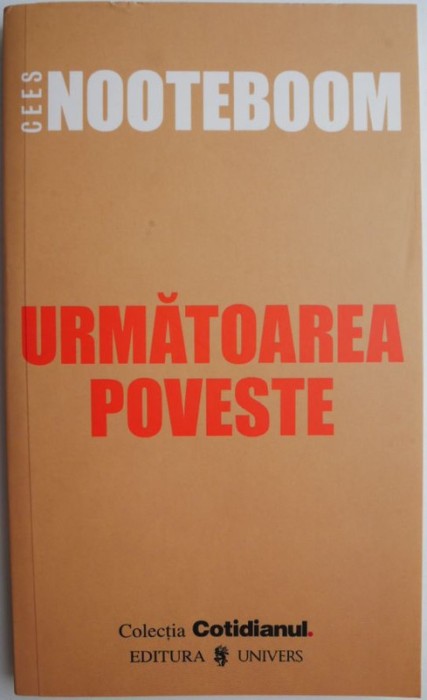 CEES NOOTEBOOM
URMĂTOAREA
POVESTE
Colecția Cotidianul.
EDITURA UNIVERS